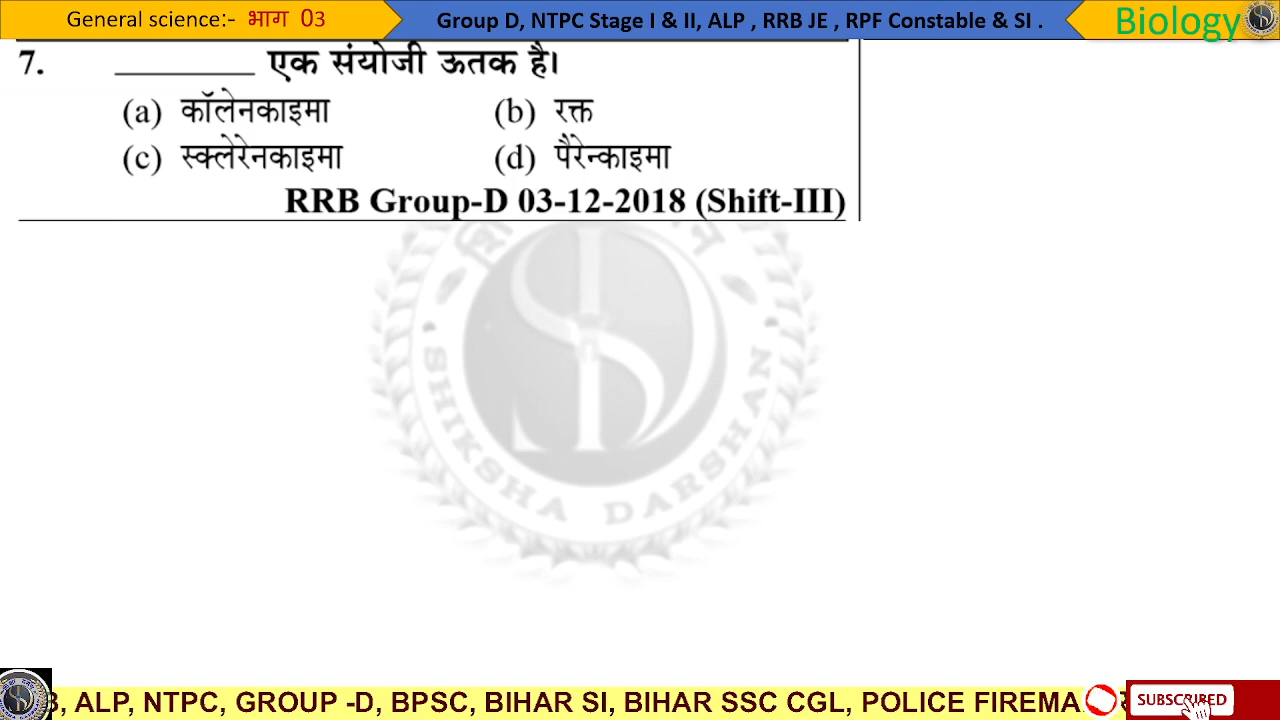 General science:- भाग 03
Group D, NTPC Stage I & II, ALP , RRB JE , RPF Constable & SI .
Biology
7. ________ एक संयोजी ऊतक है।
(a) कॉलेनकाइमा (b) रक्त
(c) स्क्लेरेनकाइमा (d) पैरेन्काइमा
RRB Group-D 03-12-2018 (Shift-III)
SHIKSHA DARSHAN
ALP, NTPC, GROUP -D, BPSC, BIHAR SI, BIHAR SSC CGL, POLICE FIREMA
SUBSCRIBED